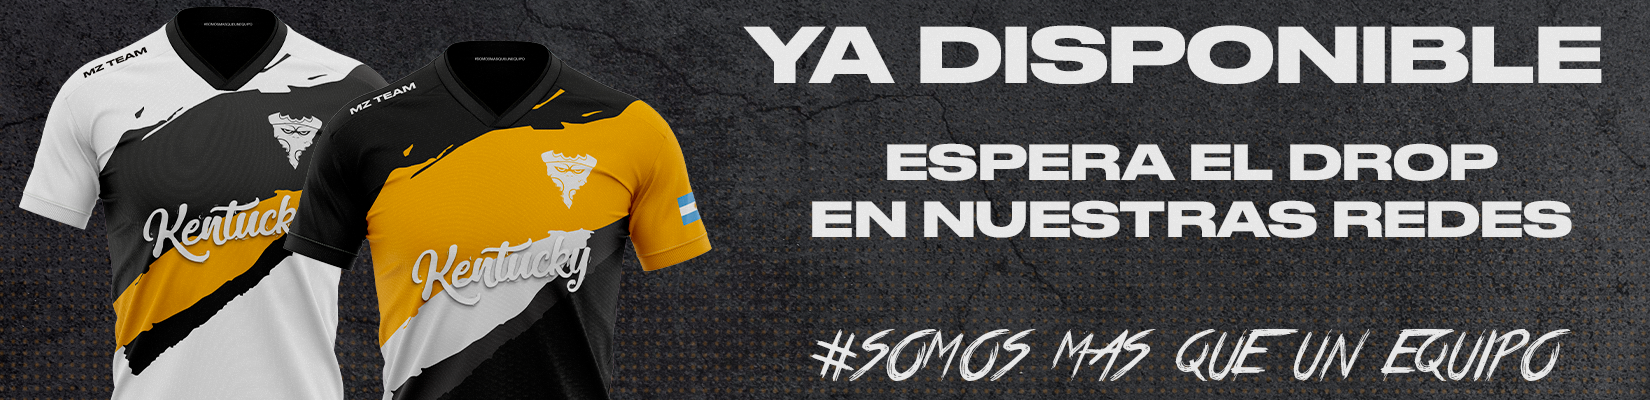 #SOMOSMASQUEUNEQUIPO
MZ TEAM
Kentuck
#SOMOSMASQUEUNEQUIPO
MZ TEAM
Kentucky
YA DISPONIBLE
ESPERA EL DROP
EN NUESTRAS REDES
#SOMOS MAS QUE UN EQUIPO